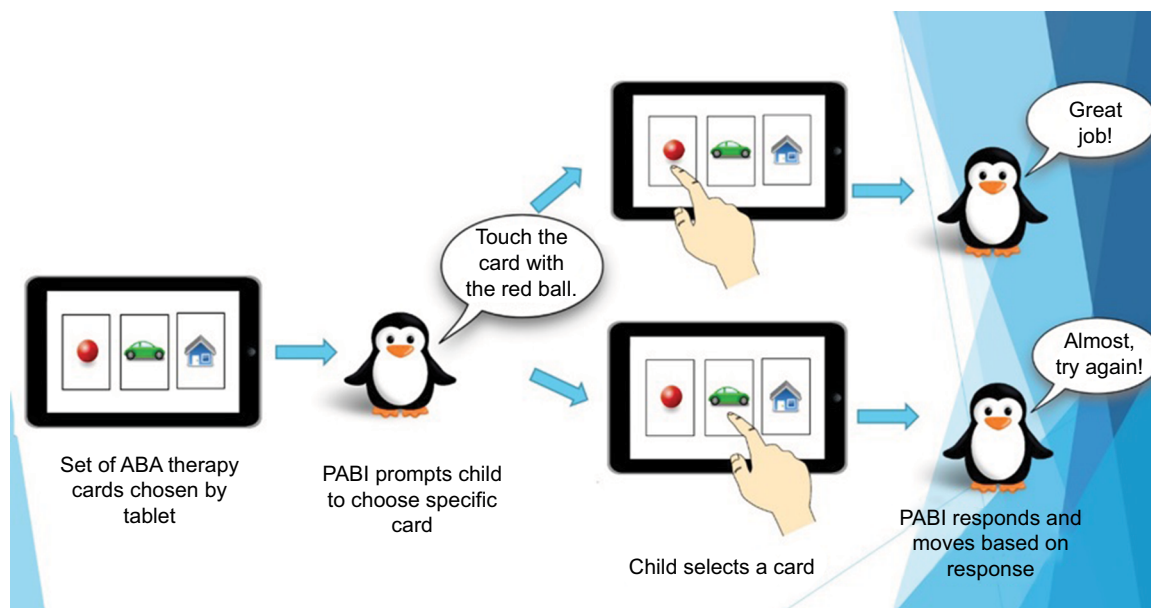 Set of ABA therapy
cards chosen by
tablet
PABI prompts child
to choose specific
card
Touch the
card with
the red ball.
Child selects a card
Great
job!
Almost,
try again!
PABI responds and
moves based on
response